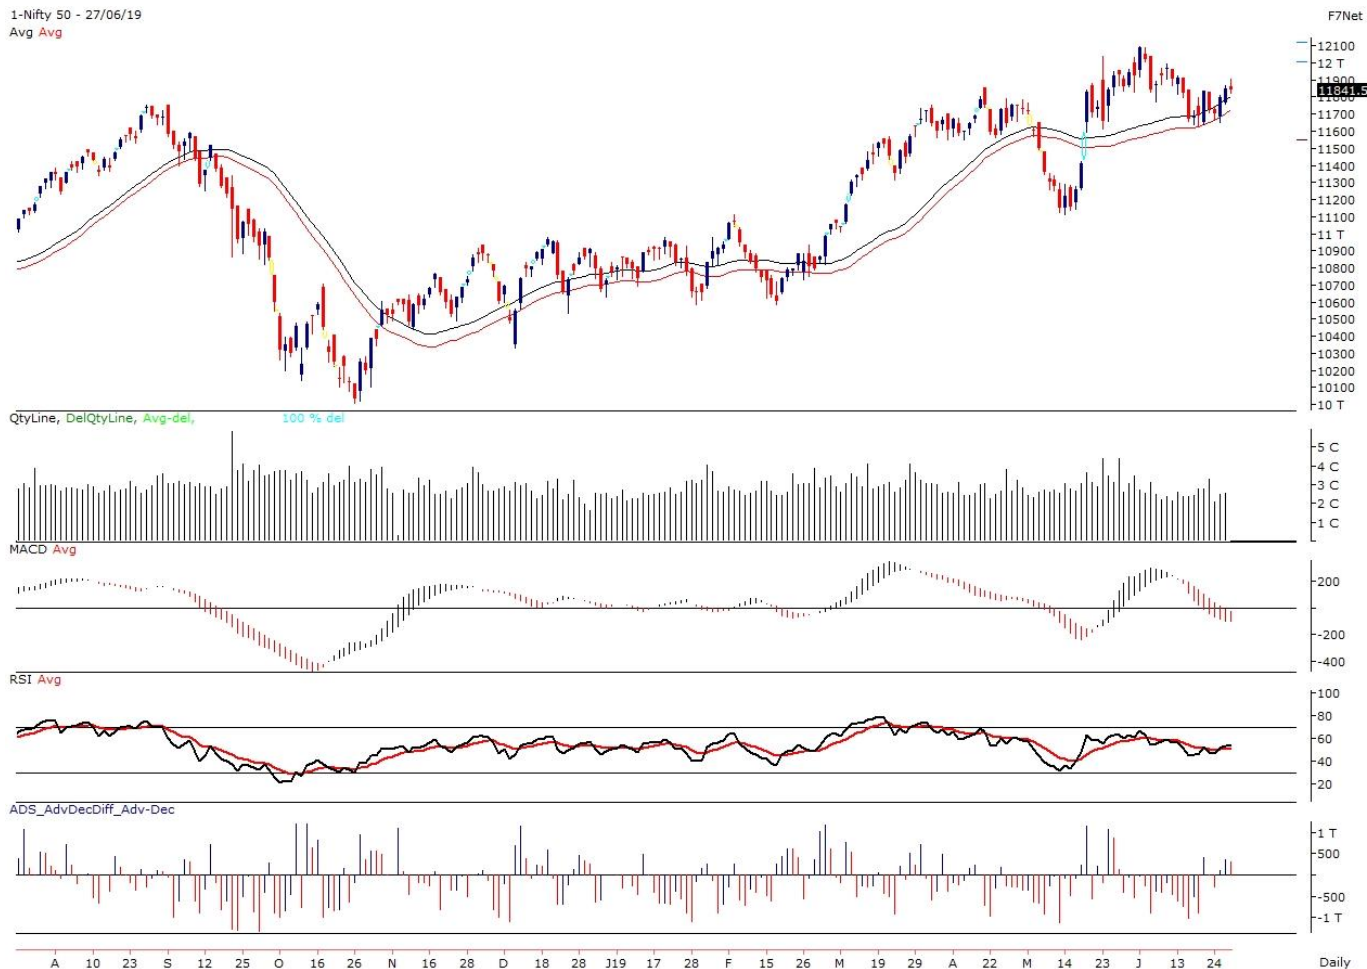 1-Nifty 50 - 27/06/19
F7Net
Avg Avg
12100
12 T
11900
11841.5
11800
11700
11600
11500
11400
11300
11200
11100
11 T
10900
10800
10700
10600
10500
10400
10300
10200
10100
10 T
QtyLine, DelQtyLine, Avg-del, 100 % del
5 C
4 C
3 C
2 C
1 C
MACD Avg
200
-200
-400
RSI Avg
100
80
60
40
20
ADS_AdvDecDiff_Adv-Dec
1 T
500
-500
-1 T
A 10 23 S 12 25 O 16 26 N 16 28 D 18 28 J19 17 28 F 15 26 M 19 29 A 22 M 14 23 J 13 24 Daily